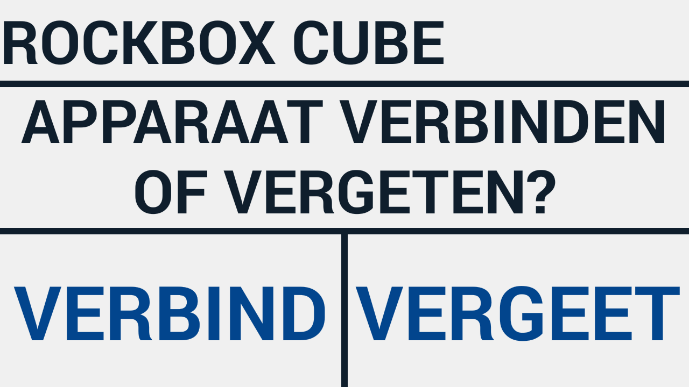 ROCKBOX CUBE
APPARAAT VERBINDEN
OF VERGETEN?
VERBIND VERGEET